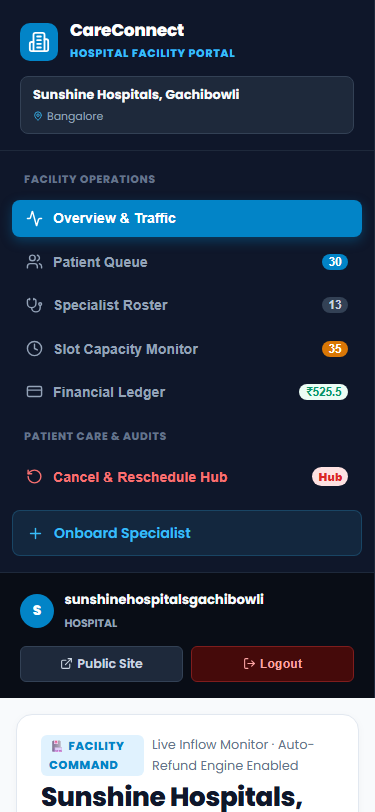 CareConnect
HOSPITAL FACILITY PORTAL
Sunshine Hospitals, Gachibowli
Bangalore
FACILITY OPERATIONS
Overview & Traffic
Patient Queue 30
Specialist Roster 13
Slot Capacity Monitor 35
Financial Ledger ₹525.5
PATIENT CARE & AUDITS
Cancel & Reschedule Hub Hub
Onboard Specialist
S sunshinehospitalsgachibowli
HOSPITAL
Public Site Logout
FACILITY COMMAND
Live Inflow Monitor · Auto-
Refund Engine Enabled
Sunshine Hospitals,